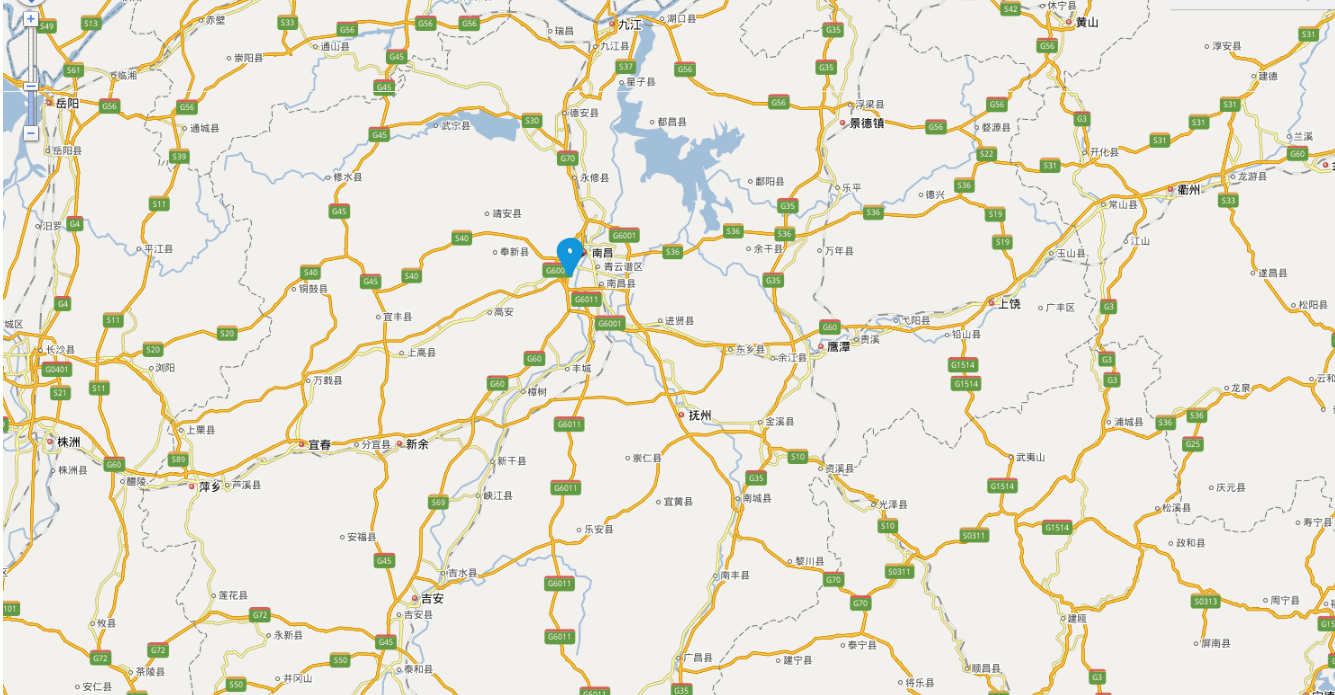 S49
S13
赤壁
S33
G56
G56
G56
瑞昌
九江
湖口县
G35
S42
休宁县
黄山
S31
崇阳县
通山县
G45
九江县
G56
淳安县
S61
临湘
S37
G56
G35
建德
G45
星子县
岳阳
G56
G56
G56
浮梁县
G56
S31
通城县
G45
武宁县
S30
德安县
都昌县
景德镇
G56
婺源县
G3
S31
S31
兰溪
岳阳县
S39
G70
S22
S31
开化县
G60
修水县
永修县
鄱阳县
乐平
S36
德兴
衢州
龙游县
S11
G45
靖安县
G35
S36
S19
常山县
S33
汨罗
G4
平江县
S40
奉新县
G6001
南昌
S36
S36
S36
余干县
万年县
S19
玉山县
江山
S40
G45
S40
青云谱区
南昌县
G35
遂昌县
铜鼓县
G4
G6011
上饶
广丰区
G3
松阳县
城区
S11
宜丰县
高安
G6001
进贤县
G60
弋阳县
铅山县
S20
长沙县
S20
上高县
G60
东乡县
余江县
鹰潭
贵溪
G3
G0401
浏阳
丰城
G1514
S21
S11
万载县
G60
樟树
G1514
G3
龙泉
云和
抚州
金溪县
浦城县
S36
S36
上栗县
G6011
株洲
宜春
分宜县
新余
G25
株洲县
G60
S89
新干县
崇仁县
S10
资溪县
武夷山
醴陵
萍乡
芦溪县
G6011
G35
G1514
庆元县
S69
峡江县
宜黄县
南城县
光泽县
松溪县
安福县
乐安县
S10
S0311
G1514
寿宁县
政和县
G45
吉水县
G6011
南丰县
黎川县
G70
S0311
莲花县
吉安
G70
S0313
周宁县
101
攸县
G72
吉安县
建瓯
G15
永新县
G6011
G72
G72
G45
泰宁县
屏南县
S50
广昌县
建宁县
茶陵县
泰和县
顺昌县
安仁县
S50
井冈山
G6011
G35
将乐县
G3